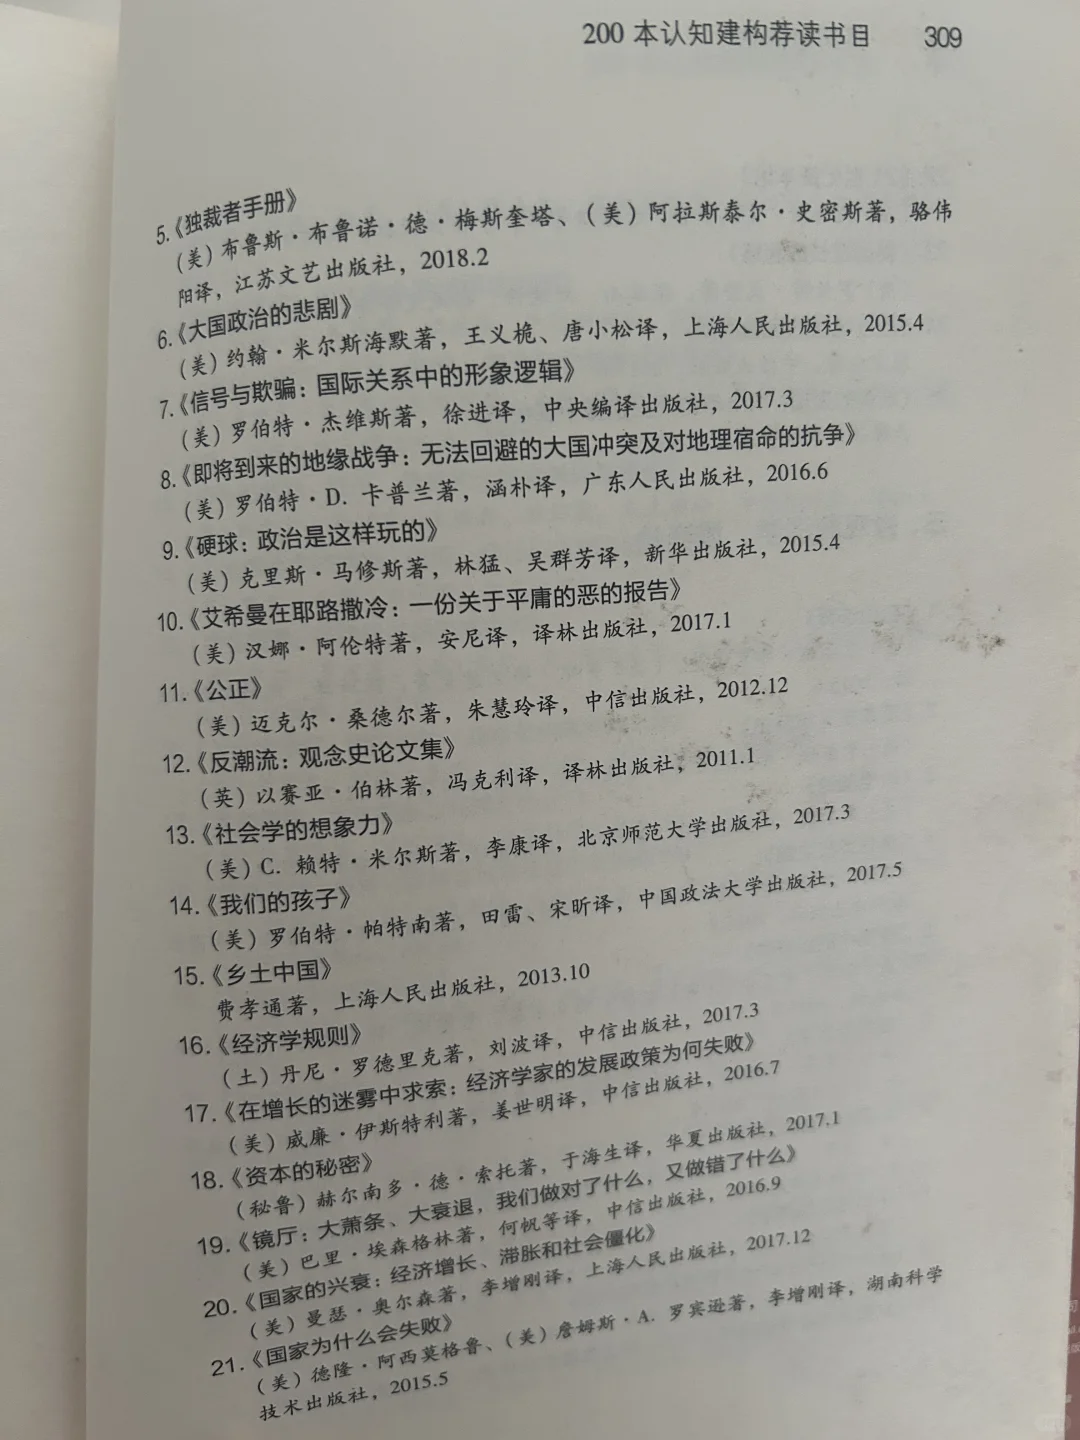 200 本认知建构荐读书目 309
5.《独裁者手册》
（美）布鲁斯·布鲁诺·德·梅斯奎塔、（美）阿拉斯泰尔·史密斯著，骆伟
阳译，江苏文艺出版社，2018.2
6.《大国政治的悲剧》
（美）约翰·米尔斯海默著，王义桅、唐小松译，上海人民出版社，2015.4
7.《信号与欺骗：国际关系中的形象逻辑》
（美）罗伯特·杰维斯著，徐进译，中央编译出版社，2017.3
8.《即将到来的地缘战争：无法回避的大国冲突及对地理宿命的抗争》
（美）罗伯特·D. 卡普兰著，涵朴译，广东人民出版社，2016.6
9.《硬球：政治是这样玩的》
（美）克里斯·马修斯著，林猛、吴群芳译，新华出版社，2015.4
10.《艾希曼在耶路撒冷：一份关于平庸的恶的报告》
（美）汉娜·阿伦特著，安尼译，译林出版社，2017.1
11.《公正》
（美）迈克尔·桑德尔著，朱慧玲译，中信出版社，2012.12
12.《反潮流：观念史论文集》
（英）以赛亚·伯林著，冯克利译，译林出版社，2011.1
13.《社会学的想象力》
（美）C. 赖特·米尔斯著，李康译，北京师范大学出版社，2017.3
14.《我们的孩子》
（美）罗伯特·帕特南著，田雷、宋昕译，中国政法大学出版社，2017.5
15.《乡土中国》
费孝通著，上海人民出版社，2013.10
16.《经济学规则》
（土）丹尼·罗德里克著，刘波译，中信出版社，2017.3
17.《在增长的迷雾中求索：经济学家的发展政策为何失败》
（美）威廉·伊斯特利著，姜世明译，中信出版社，2016.7
18.《资本的秘密》
（秘鲁）赫尔南多·德·索托著，于海生译，华夏出版社，2017.1
19.《镜厅：大萧条、大衰退，我们做对了什么，又做错了什么》
（美）巴里·埃森格林著，何帆等译，中信出版社，2016.9
20.《国家的兴衰：经济增长、滞胀和社会僵化》
（美）曼瑟·奥尔森著，李增刚译，上海人民出版社，2017.12
21.《国家为什么会失败》
（美）德隆·阿西莫格鲁、（美）詹姆斯·A. 罗宾逊著，李增刚译，湖南科学
技术出版社，2015.5